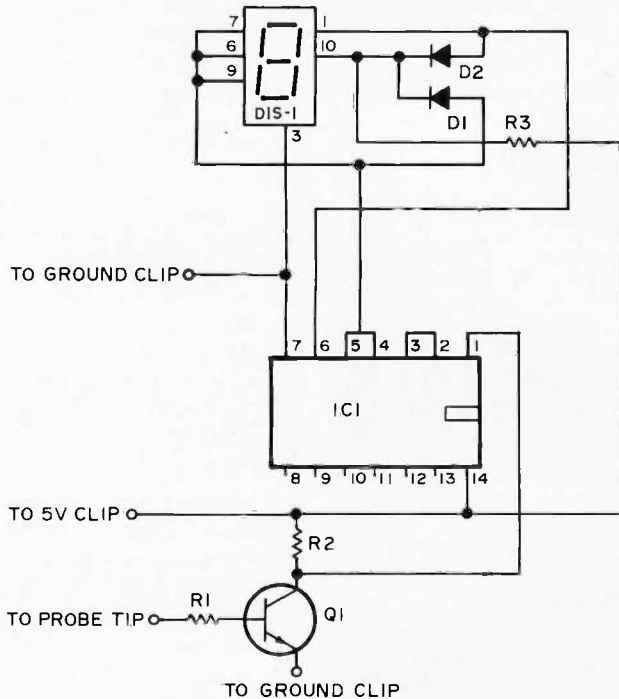 7
6
9
1
10
DIS-1
3
D2
D1
R3
TO GROUND CLIP
7 6 5 4 3 2 1
IC1
8 9 10 11 12 13 14
TO 5V CLIP
R2
TO PROBE TIP
R1
Q1
TO GROUND CLIP